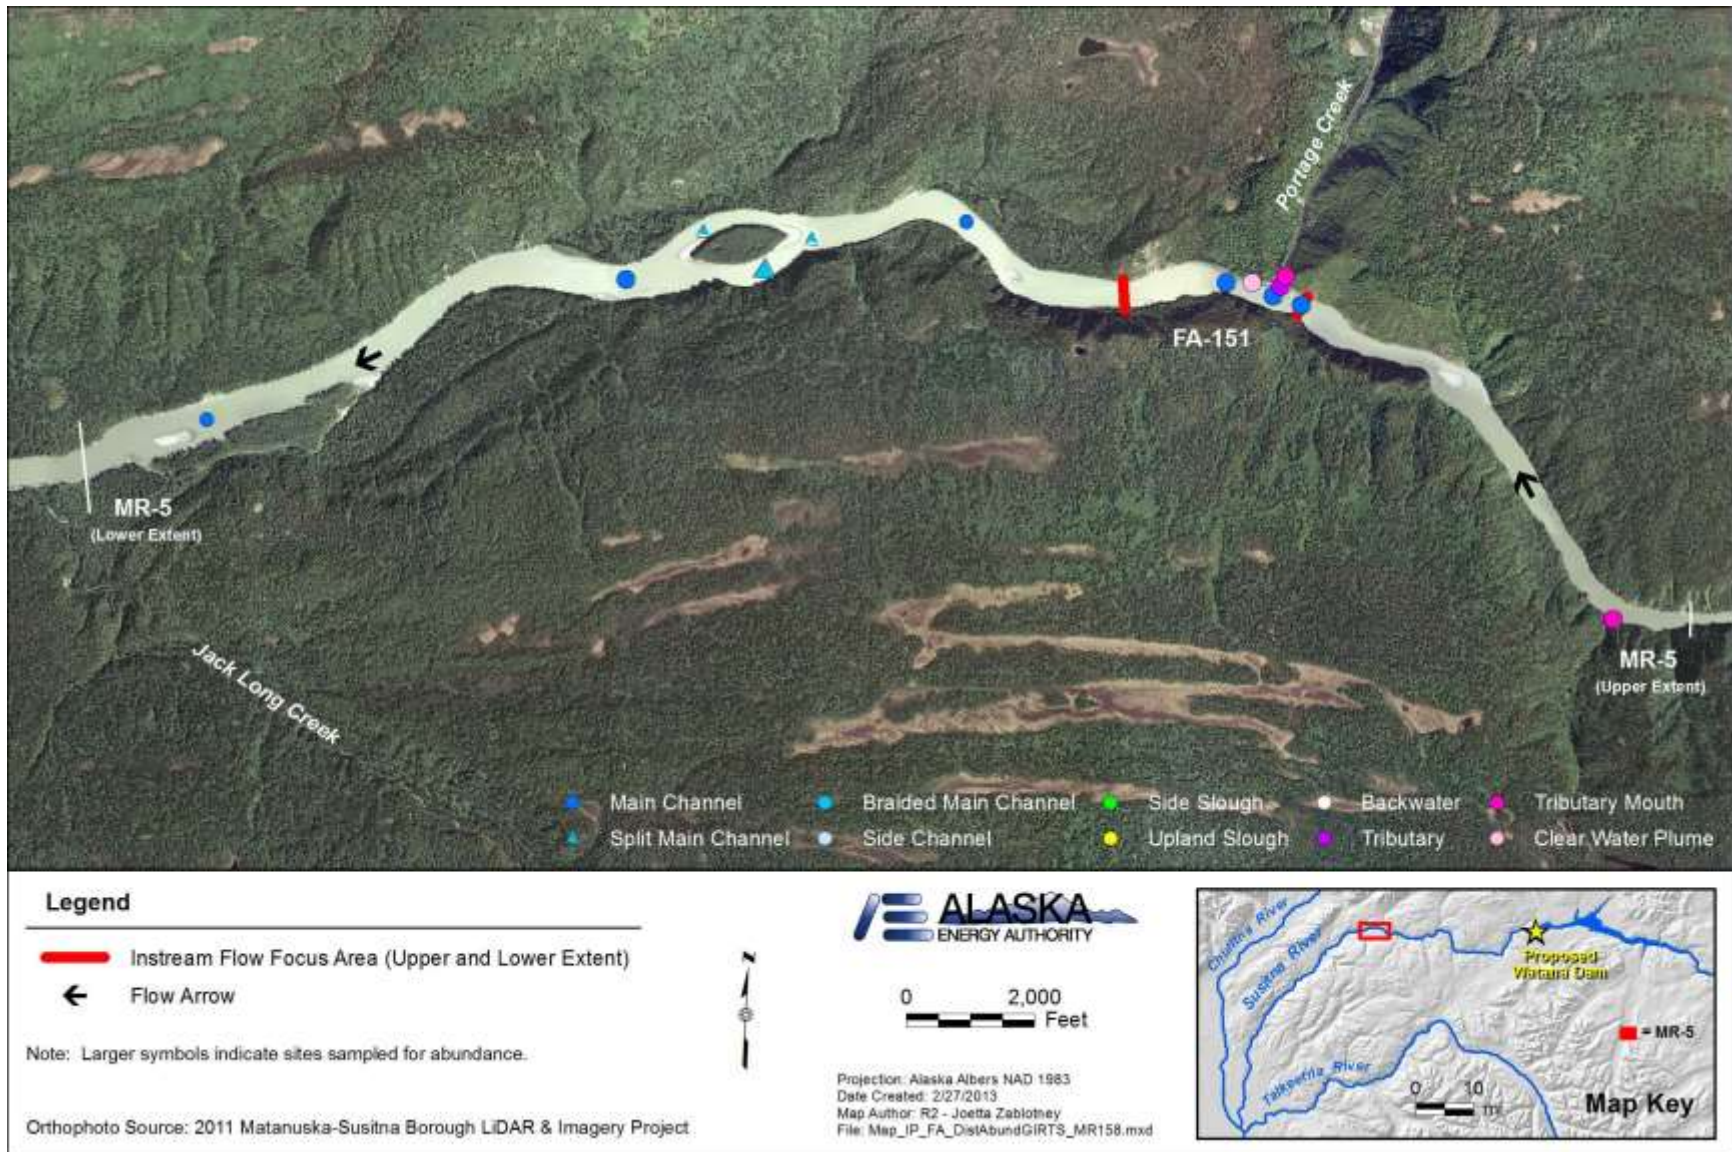 Portage Creek
FA-151
MR-5
(Lower Extent)
MR-5
(Upper Extent)
Jack Long Creek
Main Channel
Braided Main Channel
Side Slough
Backwater
Tributary Mouth
Split Main Channel
Side Channel
Upland Slough
Tributary
Clear Water Plume
Legend
Instream Flow Focus Area (Upper and Lower Extent)
Flow Arrow
Note: Larger symbols indicate sites sampled for abundance.
Orthophoto Source: 2011 Matanuska-Susitna Borough LiDAR & Imagery Project
N
ALASKA
ENERGY AUTHORITY
0 2,000
Feet
Projection: Alaska Albers NAD 1983
Date Created: 2/27/2013
Map Author: R2 - Joetta Zablotney
File: Map_IP_FA_DistAbundGIRTS_MR158.mxd
Chulitna River
Susitna River
Proposed
Watana Dam
= MR-5
Talkeetna River
0 10
mi
Map Key